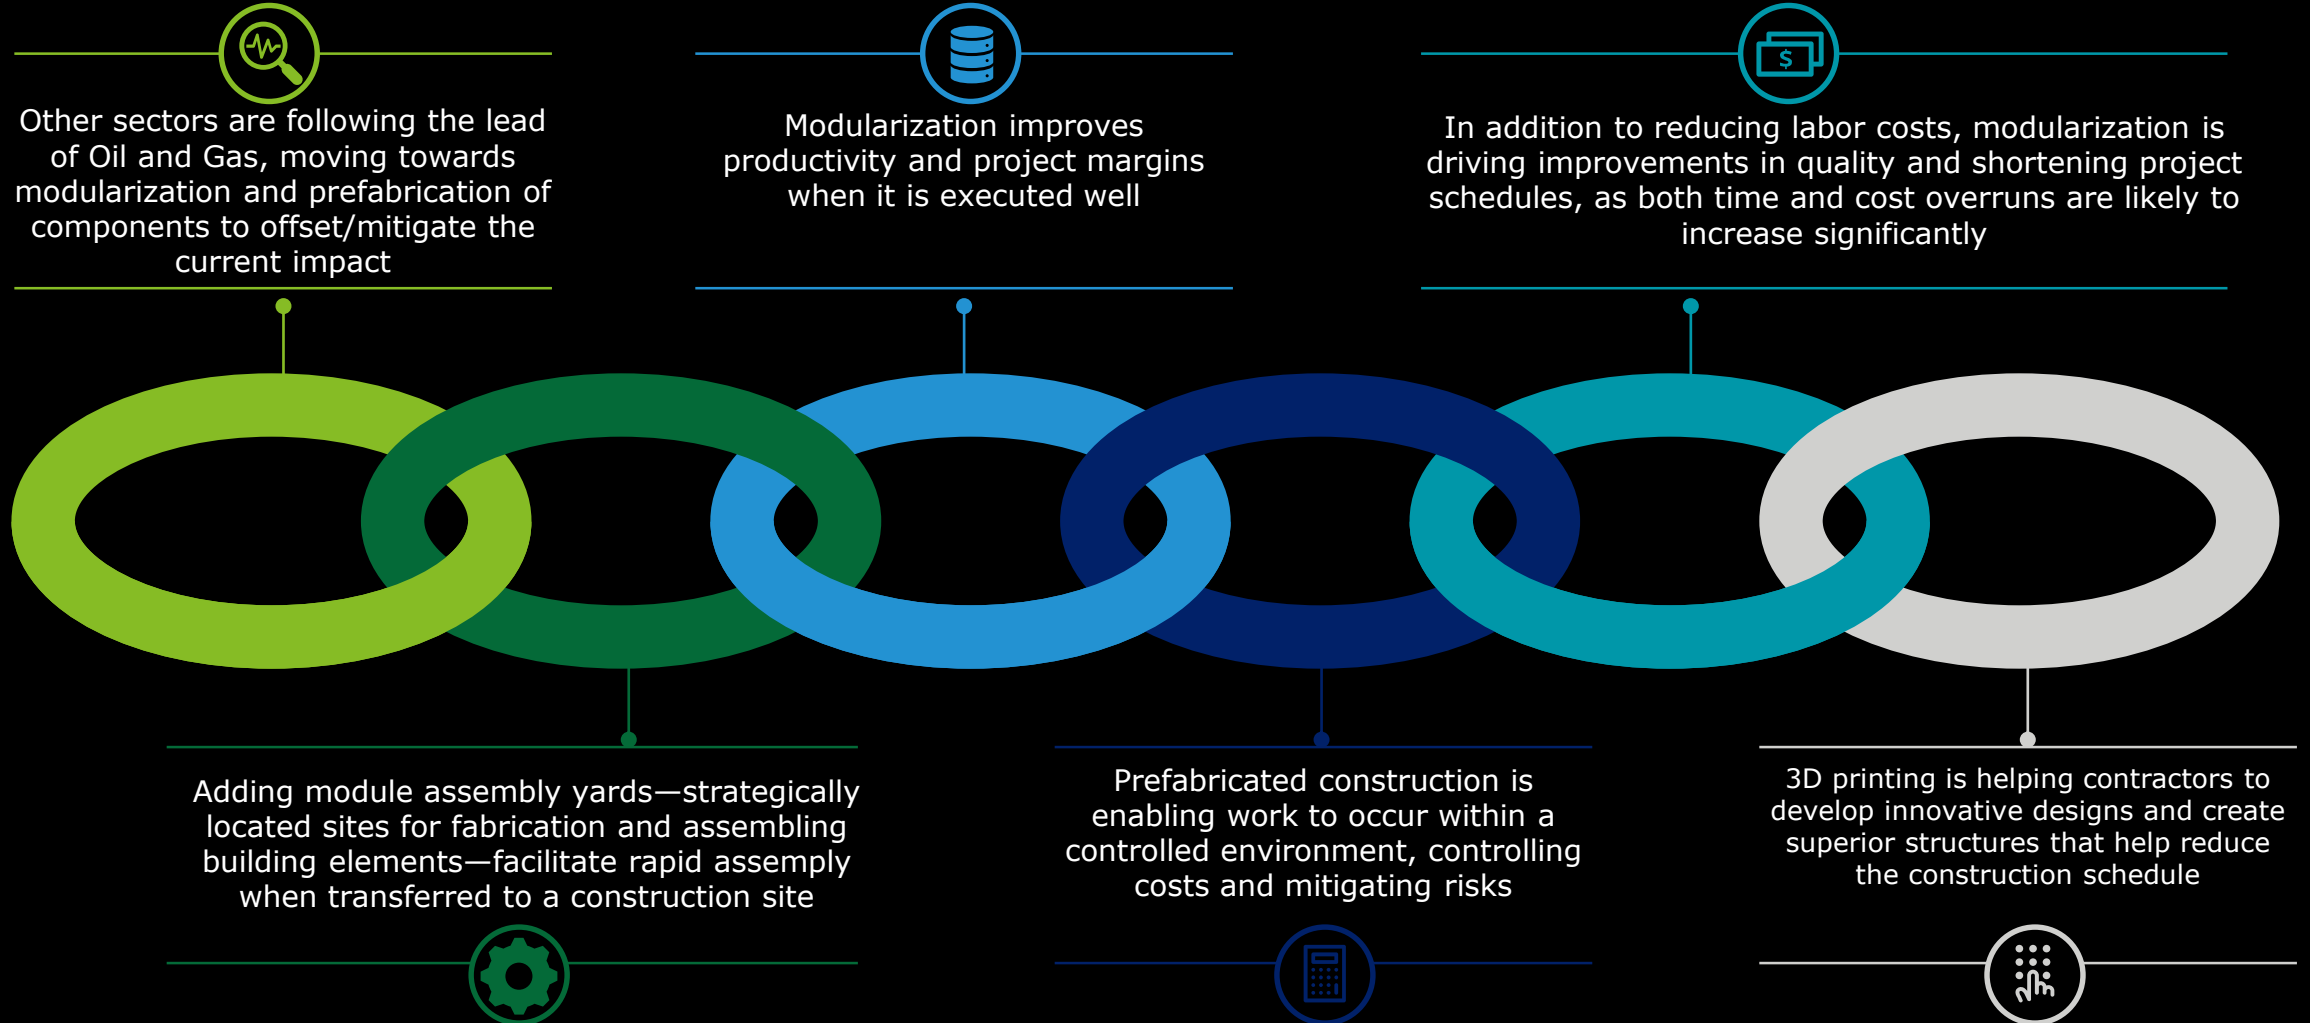 Other sectors are following the lead
of Oil and Gas, moving towards
modularization and prefabrication of
components to offset/mitigate the
current impact
Modularization improves
productivity and project margins
when it is executed well
$
In addition to reducing labor costs, modularization is
driving improvements in quality and shortening project
schedules, as both time and cost overruns are likely to
increase significantly
Adding module assembly yards—strategically
located sites for fabrication and assembling
building elements—facilitate rapid assemply
when transferred to a construction site
Prefabricated construction is
enabling work to occur within a
controlled environment, controlling
costs and mitigating risks
3D printing is helping contractors to
develop innovative designs and create
superior structures that help reduce
the construction schedule